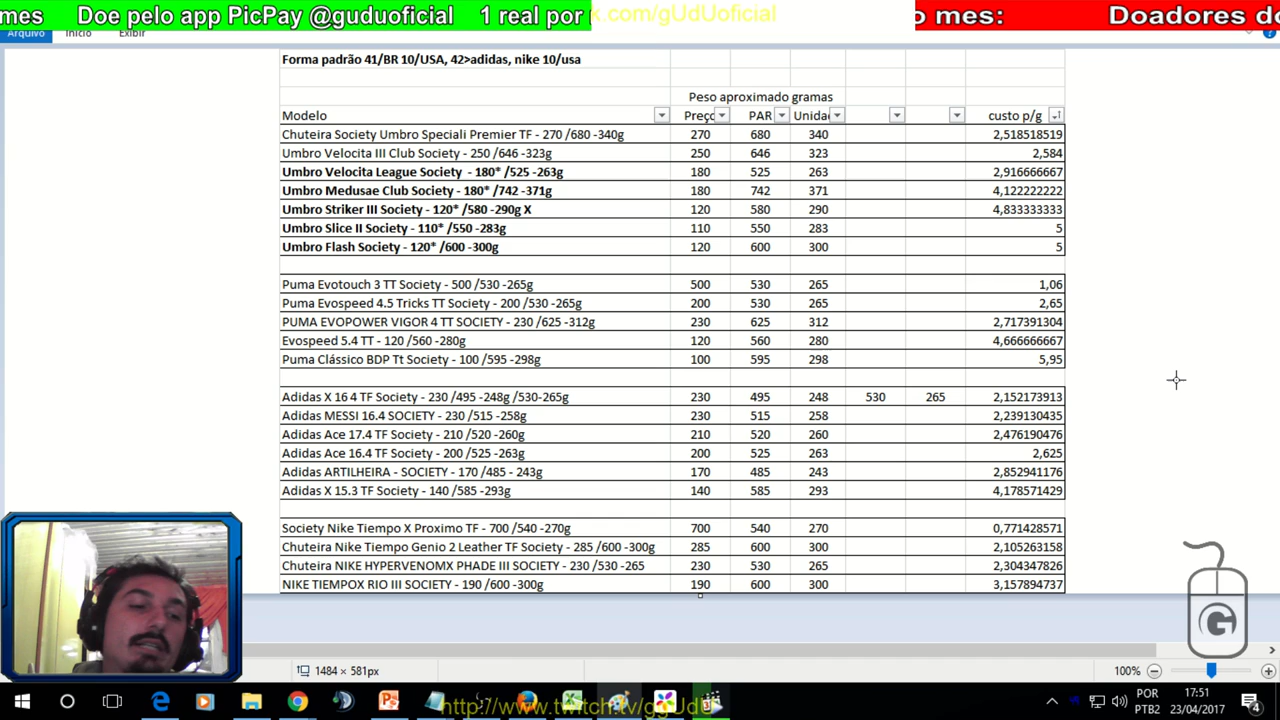 mes Doe pelo app PicPay @guduoficial 1 real por
x.com/gUdUoficial
o mes: Doadores do
Arquivo Início Exibir
Forma padrão 41/BR 10/USA, 42>adidas, nike 10/usa
Peso aproximado gramas
Modelo Preço PAR Unidad custo p/g
Chuteira Society Umbro Speciali Premier TF - 270 /680 -340g 270 680 340 2,518518519
Umbro Velocita III Club Society - 250 /646 -323g 250 646 323 2,584
Umbro Velocita League Society - 180* /525 -263g 180 525 263 2,916666667
Umbro Medusae Club Society - 180* /742 -371g 180 742 371 4,122222222
Umbro Striker III Society - 120* /580 -290g X 120 580 290 4,833333333
Umbro Slice II Society - 110* /550 -283g 110 550 283 5
Umbro Flash Society - 120* /600 -300g 120 600 300 5
Puma Evotouch 3 TT Society - 500 /530 -265g 500 530 265 1,06
Puma Evospeed 4.5 Tricks TT Society - 200 /530 -265g 200 530 265 2,65
PUMA EVOPOWER VIGOR 4 TT SOCIETY - 230 /625 -312g 230 625 312 2,717391304
Evospeed 5.4 TT - 120 /560 -280g 120 560 280 4,666666667
Puma Clássico BDP Tt Society - 100 /595 -298g 100 595 298 5,95
Adidas X 16 4 TF Society - 230 /495 -248g /530-265g 230 495 248 530 265 2,152173913
Adidas MESSI 16.4 SOCIETY - 230 /515 -258g 230 515 258 2,239130435
Adidas Ace 17.4 TF Society - 210 /520 -260g 210 520 260 2,476190476
Adidas Ace 16.4 TF Society - 200 /525 -263g 200 525 263 2,625
Adidas ARTILHEIRA - SOCIETY - 170 /485 - 243g 170 485 243 2,852941176
Adidas X 15.3 TF Society - 140 /585 -293g 140 585 293 4,178571429
Society Nike Tiempo X Proximo TF - 700 /540 -270g 700 540 270 0,771428571
Chuteira Nike Tiempo Genio 2 Leather TF Society - 285 /600 -300g 285 600 300 2,105263158
Chuteira NIKE HYPERVENOMX PHADE III SOCIETY - 230 /530 -265 230 530 265 2,304347826
NIKE TIEMPOX RIO III SOCIETY - 190 /600 -300g 190 600 300 3,157894737
1484 × 581px 100%
http://www.twitch.tv/ggUdU
POR 17:51
PTB2 23/04/2017 4